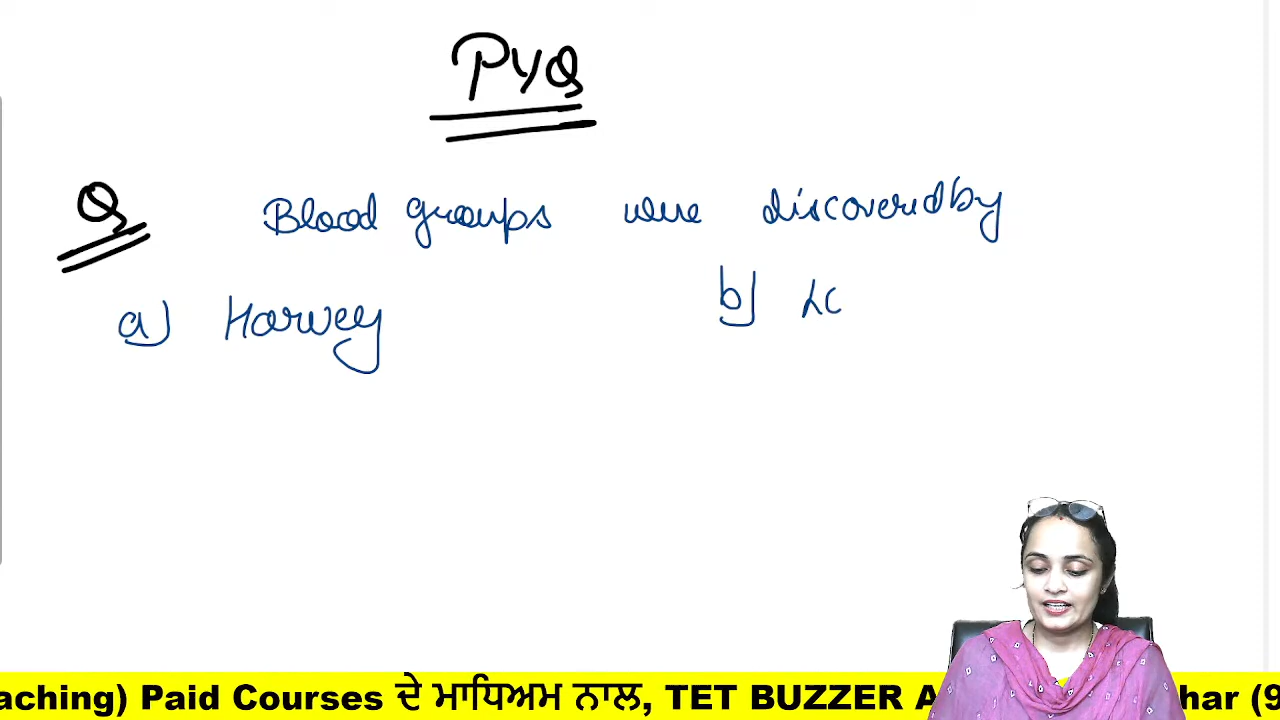 PYQ
Q Blood groups were discovered by
a) Harvey b)
aching) Paid Courses ਦੇ ਮਾਧਿਅਮ ਨਾਲ, TET BUZZER A har (9